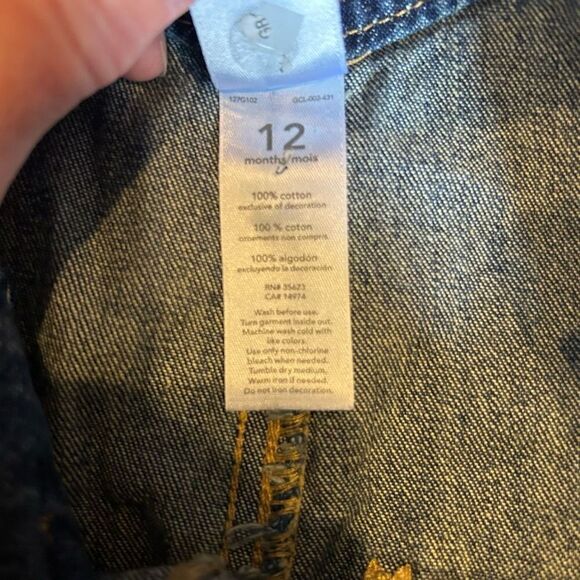 127G102 GCL-002-431
12
months/mois
100% cotton
exclusive of decoration
100 % coton
ornements non compris
100% algodon
excluyendo la decoración
RN# 35623
CA# 14974
Wash before use.
Turn garment inside out.
Machine wash cold with
like colors.
Use only non-chlorine
bleach when needed.
Tumble dry medium.
Warm iron if needed.
Do not iron decoration.